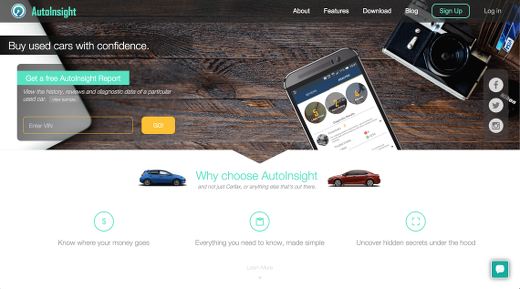 AutoInsight
About Features Download Blog Sign Up Log In
Buy used cars with confidence.
Get a free AutoInsight Report
View the history, reviews and diagnostic data of a particular
used car.
Enter VIN GO!
Why choose AutoInsight
and not just Carfax, or anything else that's out there.
Know where your money goes
Everything you need to know, made simple
Uncover hidden secrets under the hood
Learn More